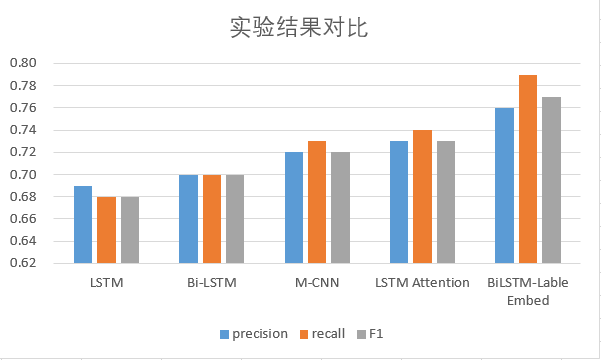 实验结果对比
0.80
0.78
0.76
0.74
0.72
0.70
0.68
0.66
0.64
0.62
LSTM
Bi-LSTM
M-CNN
LSTM Attention
BiLSTM-Lable
Embed
precision recall F1